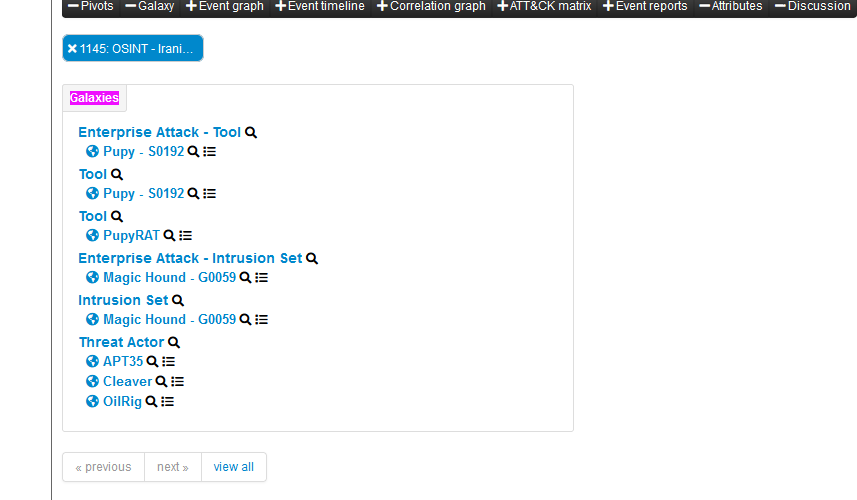 Pivots Galaxy Event graph Event timeline Correlation graph ATT&CK matrix Event reports Attributes Discussion
1145: OSINT - Irani...
Galaxies
Enterprise Attack - Tool
Pupy - S0192
Tool
Pupy - S0192
Tool
PupyRAT
Enterprise Attack - Intrusion Set
Magic Hound - G0059
Intrusion Set
Magic Hound - G0059
Threat Actor
APT35
Cleaver
OilRig
« previous next » view all